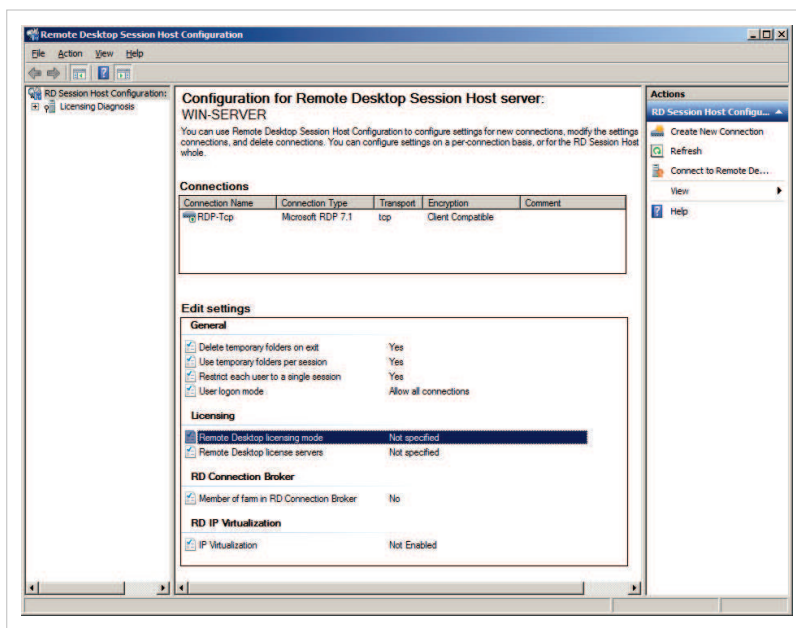 Remote Desktop Session Host Configuration
File Action View Help
RD Session Host Configuration:
Licensing Diagnosis
Configuration for Remote Desktop Session Host server:
WIN-SERVER
You can use Remote Desktop Session Host Configuration to configure settings for new connections, modify the settings
connections, and delete connections. You can configure settings on a per-connection basis, or for the RD Session Host
whole.
Connections
Connection Name Connection Type Transport Encryption Comment
RDP-Tcp Microsoft RDP 7.1 tcp Client Compatible
Edit settings
General
Delete temporary folders on exit Yes
Use temporary folders per session Yes
Restrict each user to a single session Yes
User logon mode Allow all connections
Licensing
Remote Desktop licensing mode Not specified
Remote Desktop license servers Not specified
RD Connection Broker
Member of farm in RD Connection Broker No
RD IP Virtualization
IP Virtualization Not Enabled
Actions
RD Session Host Configu...
Create New Connection
Refresh
Connect to Remote De...
View
Help